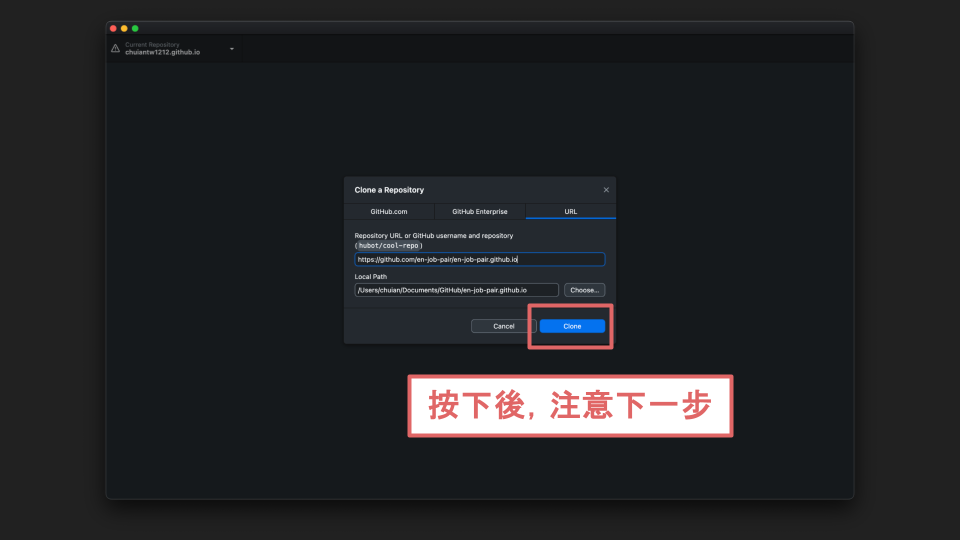 Current Repository
chuiantw1212.github.io
Clone a Repository
GitHub.com
GitHub Enterprise
URL
Repository URL or GitHub username and repository
(hubot/cool-repo)
https://github.com/en-job-pair/en-job-pair.github.io
Local Path
/Users/chuian/Documents/GitHub/en-job-pair.github.io
Choose...
Cancel
Clone
按下後, 注意下一步